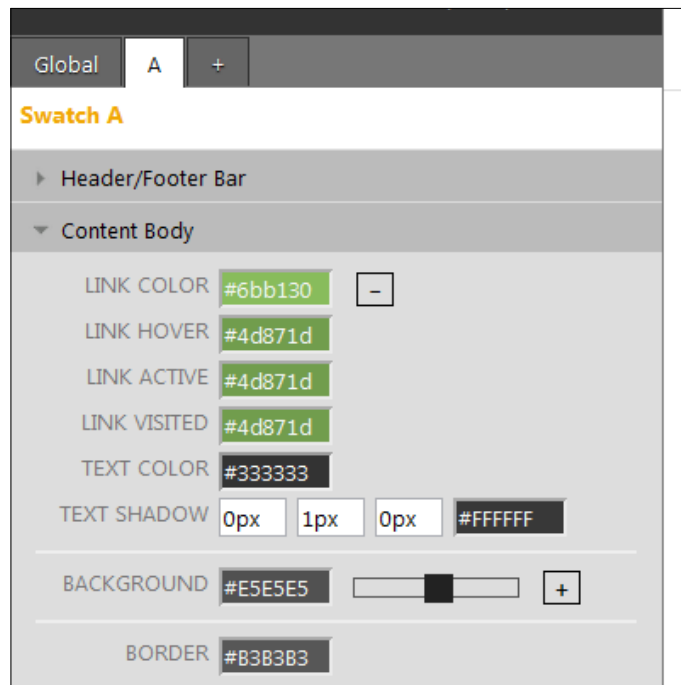 Global A +
Swatch A
Header/Footer Bar
Content Body
LINK COLOR #6bb130 –
LINK HOVER #4d871d
LINK ACTIVE #4d871d
LINK VISITED #4d871d
TEXT COLOR #333333
TEXT SHADOW 0px 1px 0px #FFFFFF
BACKGROUND #E5E5E5 +
BORDER #B3B3B3